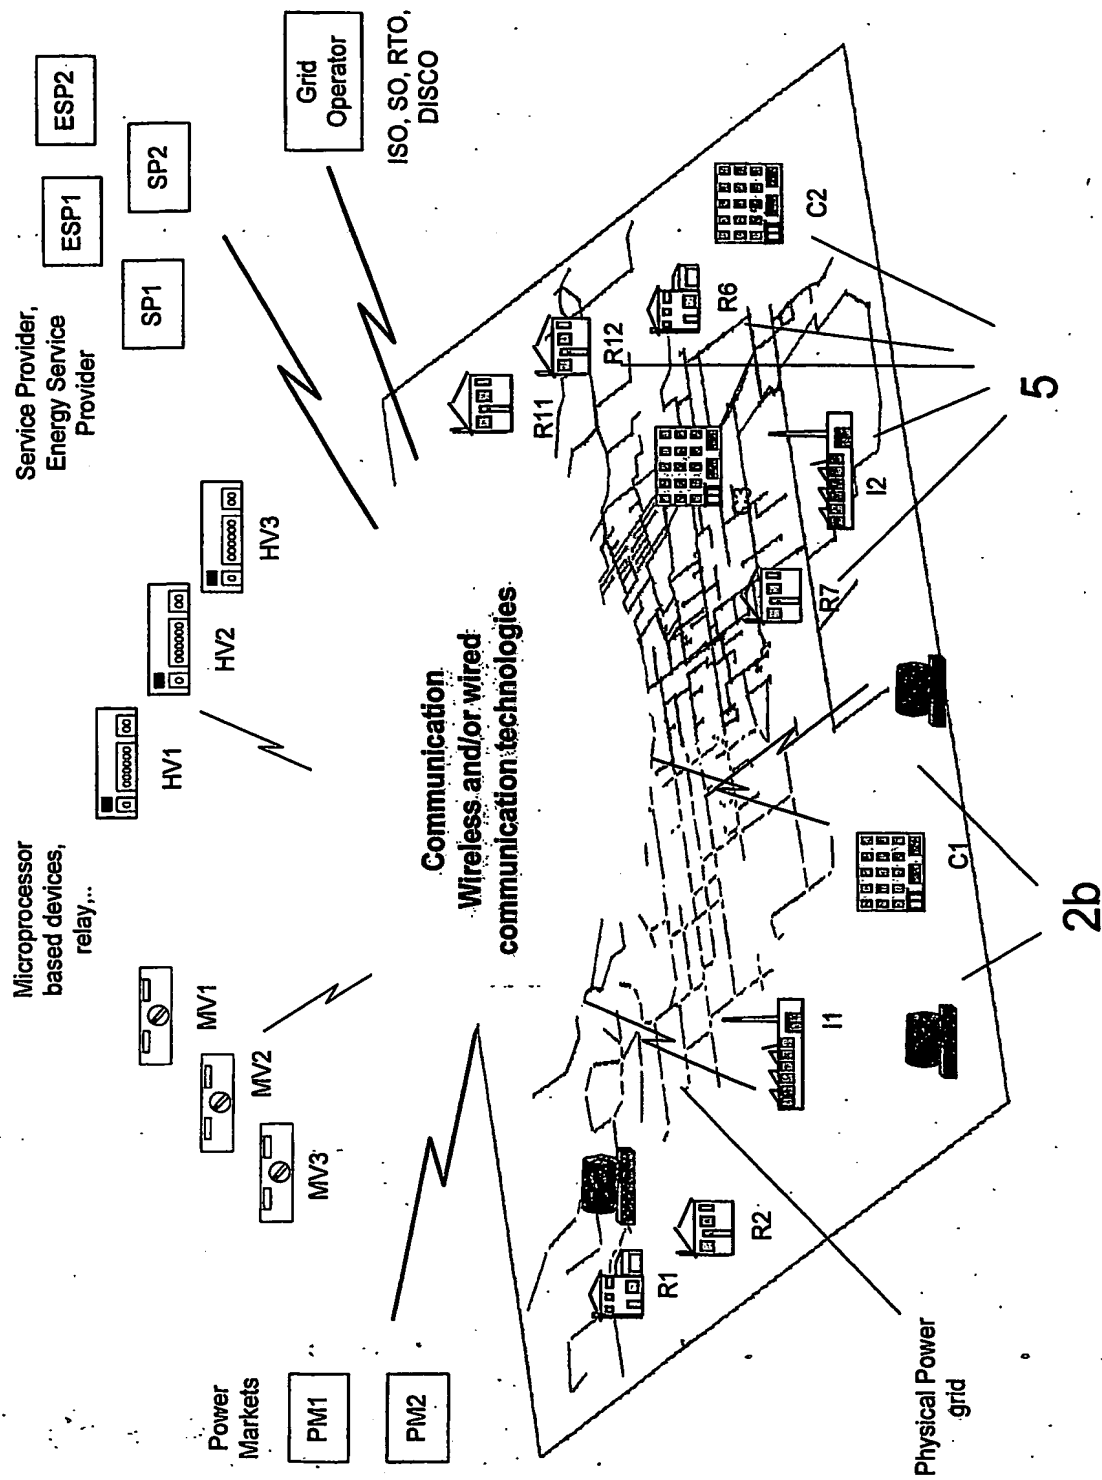 Power
Markets
PM1
PM2
Microprocessor
based devices,
relay,..
MV1
MV2
MV3
HV1
HV2
HV3
Service Provider,
Energy Service
Provider
ESP1
ESP2
SP1
SP2
Grid
Operator
ISO, SO, RTO,
DISCO
Communication
Wireless and/or wired
communication technologies
R11
R12
R6
C2
R1
R2
I1
C1
R7
I2
Physical Power
grid
2b
5